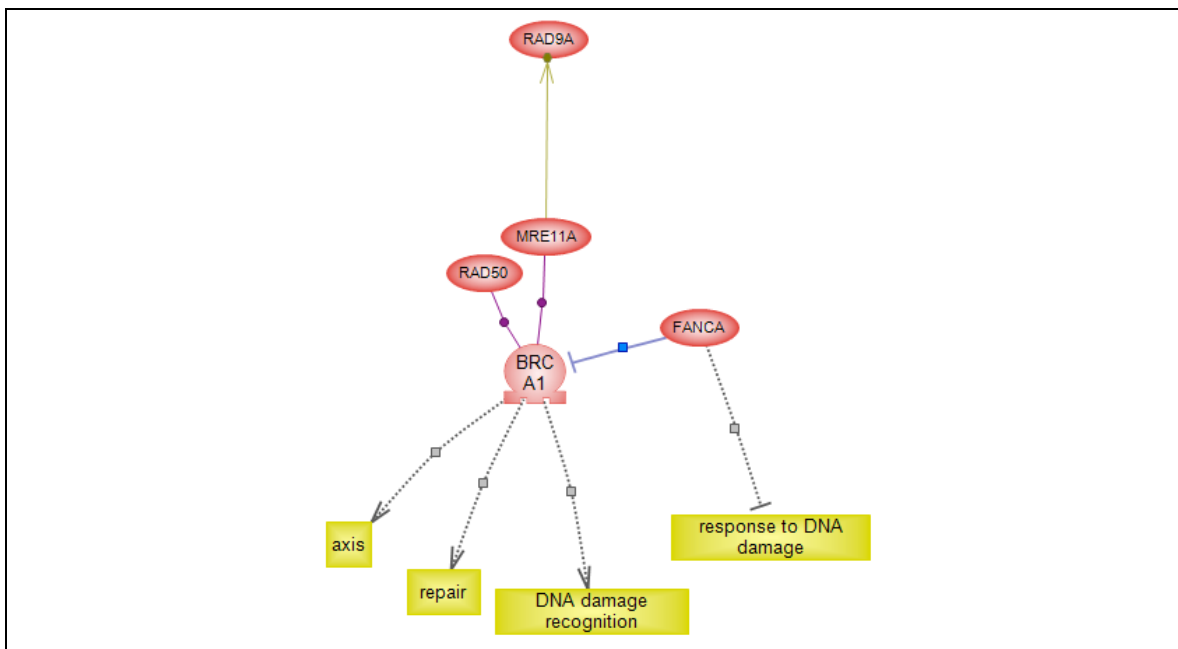 RAD9A
MRE11A
RAD50
FANCA
BRC
A1
response to DNA
damage
axis
repair
DNA damage
recognition